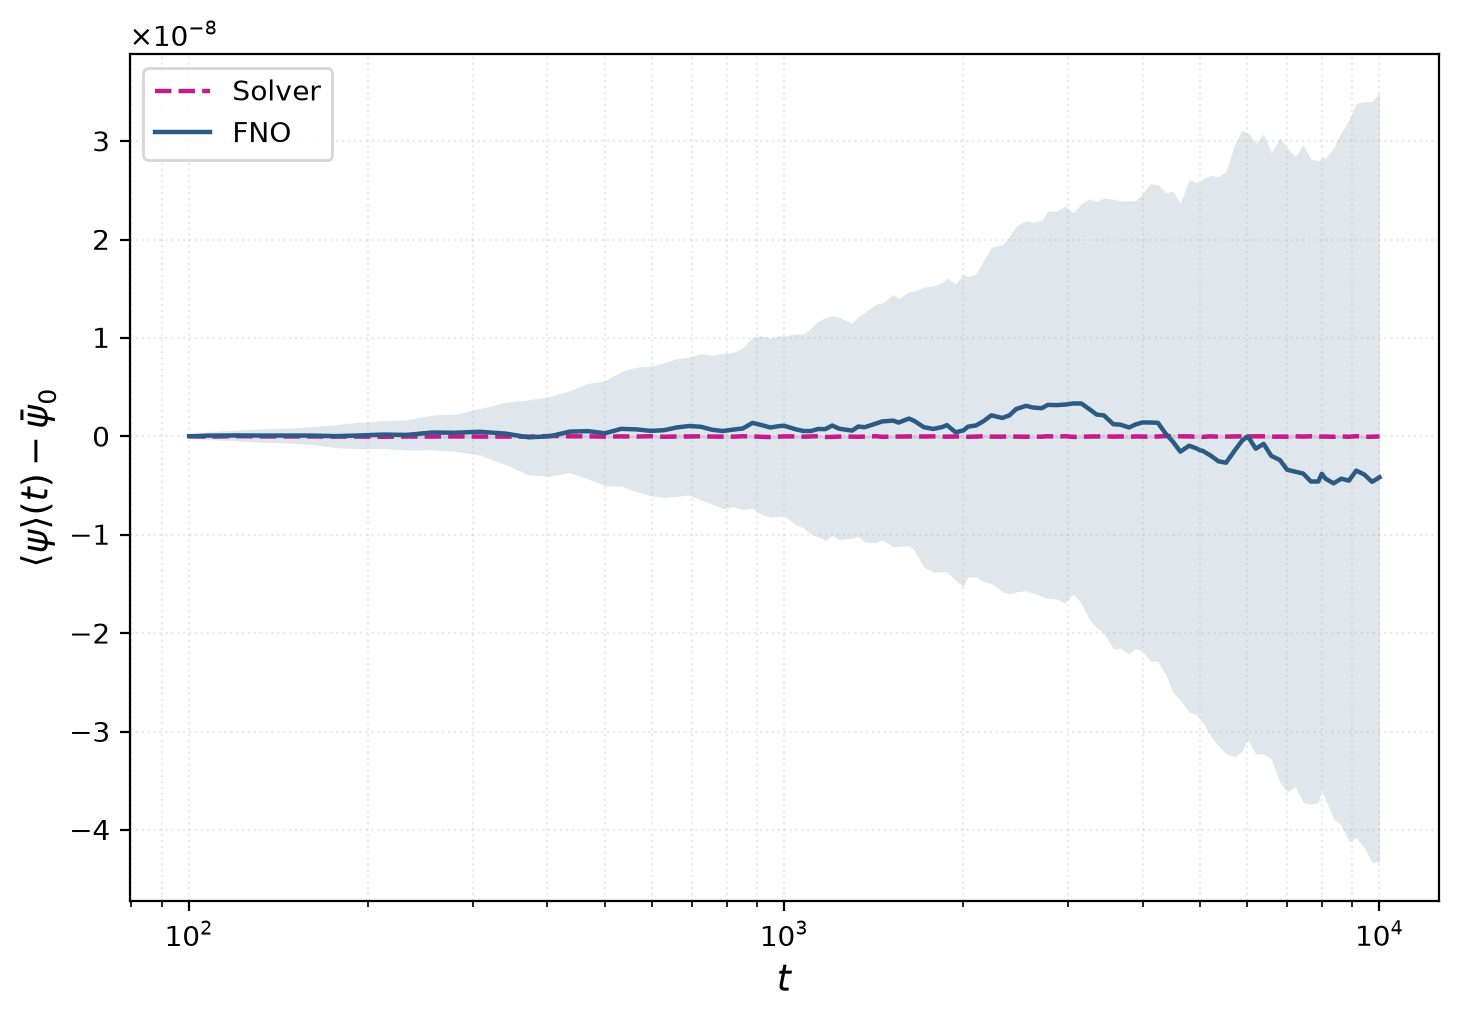 ×10⁻⁸
Solver
FNO
3
2
1
0
−1
−2
−3
−4
⟨ψ⟩(t) − ψ̄₀
10² 10³ 10⁴
t